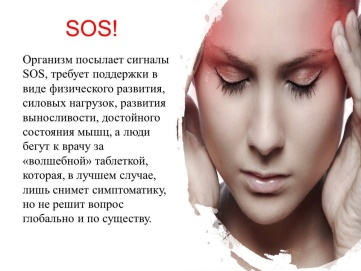 SOS!
Организм посылает сигналы
SOS, требует поддержки в
виде физического развития,
силовых нагрузок, развития
выносливости, достойного
состояния мышц, а люди
бегут к врачу за
«волшебной» таблеткой,
которая, в лучшем случае,
лишь снимет симптоматику,
но не решит вопрос
глобально и по существу.